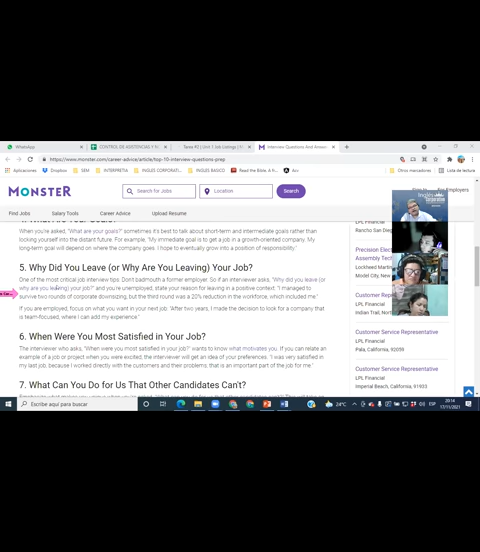 WhatsApp
CONTROL DE ASISTENCIAS Y
Tarea #2 | Unit 1 Job Listings
Interview Questions And Answe
https://www.monster.com/career-advice/article/top-10-interview-questions-prep
Aplicaciones Dropbox SEM INTERPRETIA INGLES CORPORATI INGLES BASICO Read the Bible. A fr Acv Otros marcadores Lista de lectura
MONSTER Search for Jobs Location Search Employers
Find Jobs Salary Tools Career Advice Upload Resume
When you're asked, "What are your goals?" sometimes it's best to talk about short-term and intermediate goals rather than
locking yourself into the distant future. For example, "My immediate goal is to get a job in a growth-oriented company. My
long-term goal will depend on where the company goes. I hope to eventually grow into a position of responsibility."
5. Why Did You Leave (or Why Are You Leaving) Your Job?
One of the most critical job interview tips: Don't badmouth a former employer. So if an interviewer asks, "Why did you leave (or
why are you leaving) your job?" and you're unemployed, state your reason for leaving in a positive context: "I managed to
survive two rounds of corporate downsizing, but the third round was a 20% reduction in the workforce, which included me."
If you are employed, focus on what you want in your next job: "After two years, I made the decision to look for a company that
is team-focused, where I can add my experience."
6. When Were You Most Satisfied in Your Job?
The interviewer who asks, "When were you most satisfied in your job?" wants to know what motivates you. If you can relate an
example of a job or project when you were excited, the interviewer will get an idea of your preferences. "I was very satisfied in
my last job, because I worked directly with the customers and their problems; that is an important part of the job for me."
7. What Can You Do for Us That Other Candidates Can't?
LPL Financial
Rancho San Diego
Precision Elec
Assembly Tech
Lockheed Martin
Model City, New
Customer
LPL Financial
Indian Trail, Nort
Customer Service Representative
LPL Financial
Pala, California, 92059
Customer Service Representative
LPL Financial
Imperial Beach, California, 91933
Inglés
Corporativo
Escribe aquí para buscar
24°C
ESP
20:14
17/11/2021